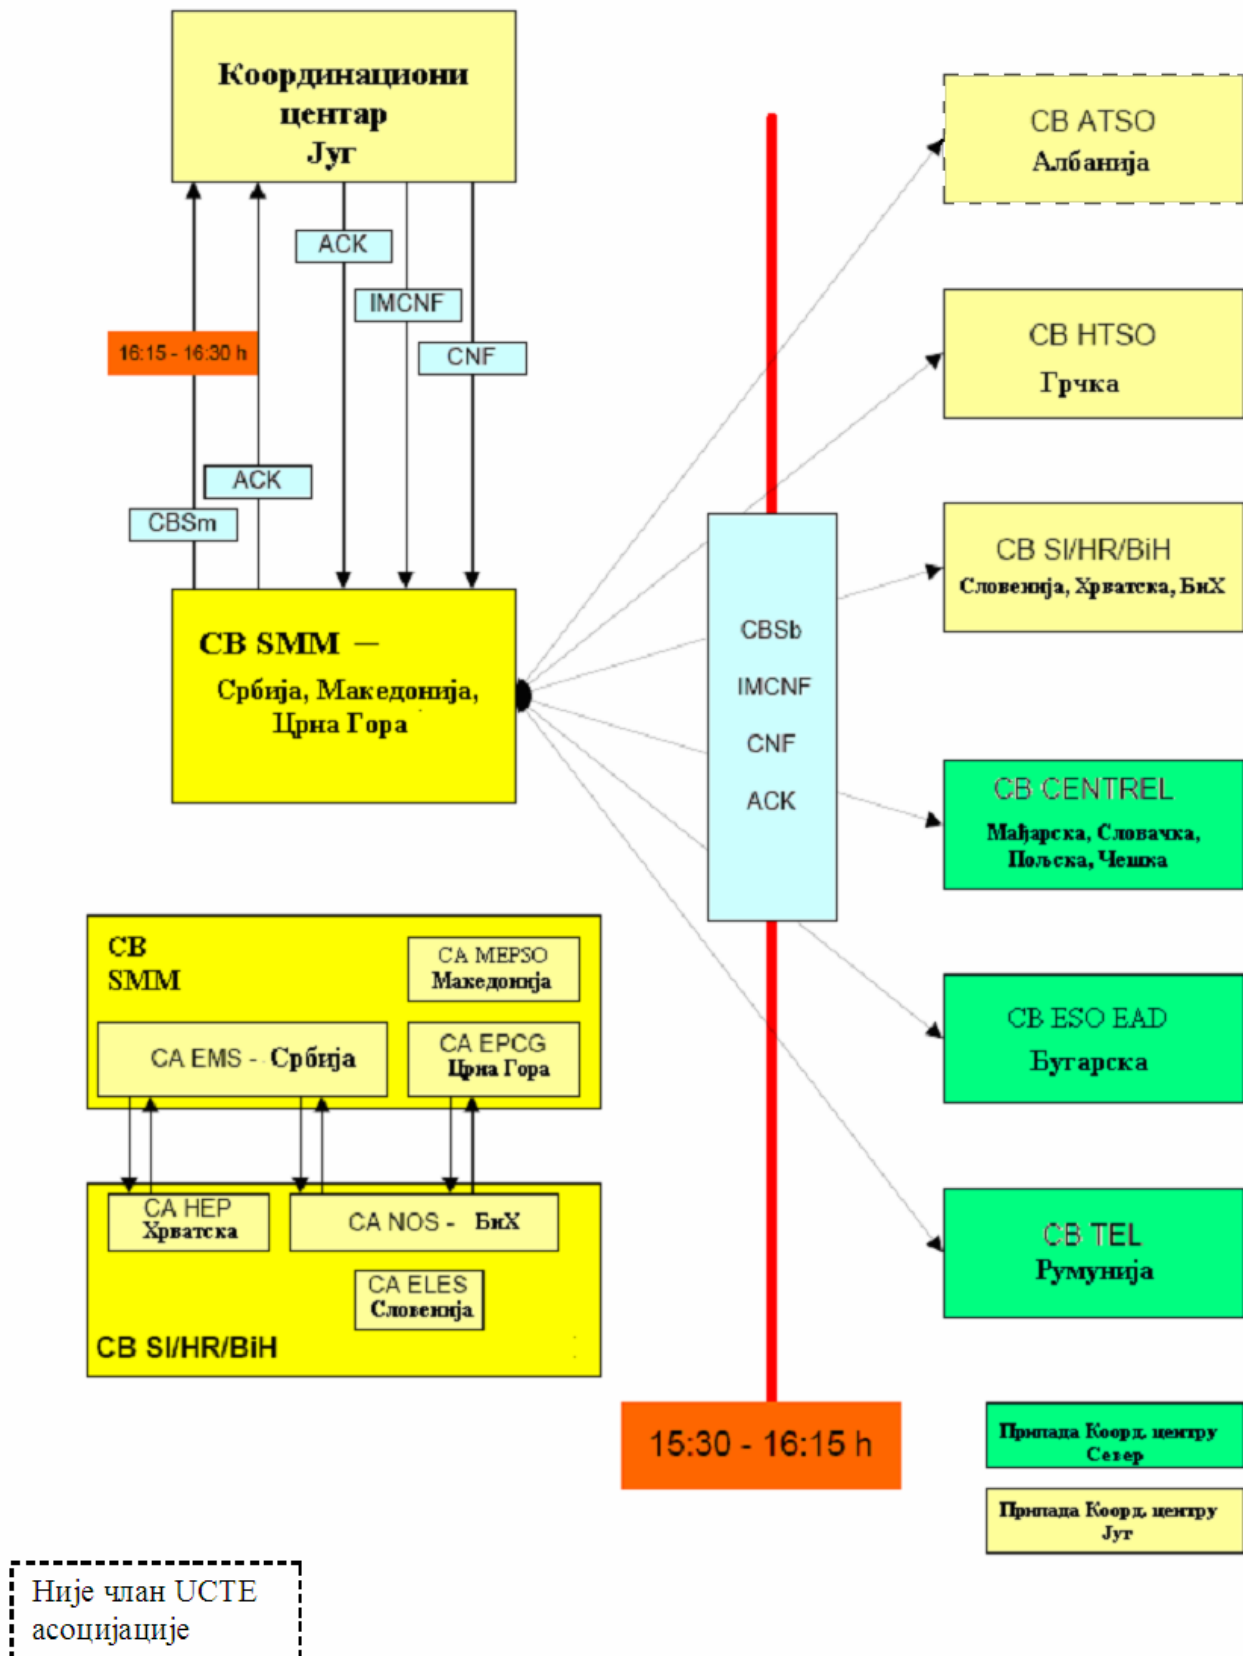 Координациони
центар
Југ
ACK
IMCNF
CNF
16:15 - 16:30 h
ACK
CBSm
CB SMM —
Србија, Македонија,
Црна Гора
CB ATSO
Албанија
CB HTSO
Грчка
CB SI/HR/BiH
Словенија, Хрватска, БиХ
CBSb
IMCNF
CNF
ACK
CB CENTREL
Мађарска, Словачка,
Пољска, Чешка
CB ESO EAD
Бугарска
CB TEL
Румунија
CB
SMM
CA MEPSO
Македонија
CA EMS - Србија
CA EPCG
Црна Гора
CA HEP
Хрватска
CA NOS - БиХ
CA ELES
Словенија
CB SI/HR/BiH
15:30 - 16:15 h
Припада Коорд. центру
Север
Припада Коорд. центру
Југ
Није члан UCTE
асоцијације